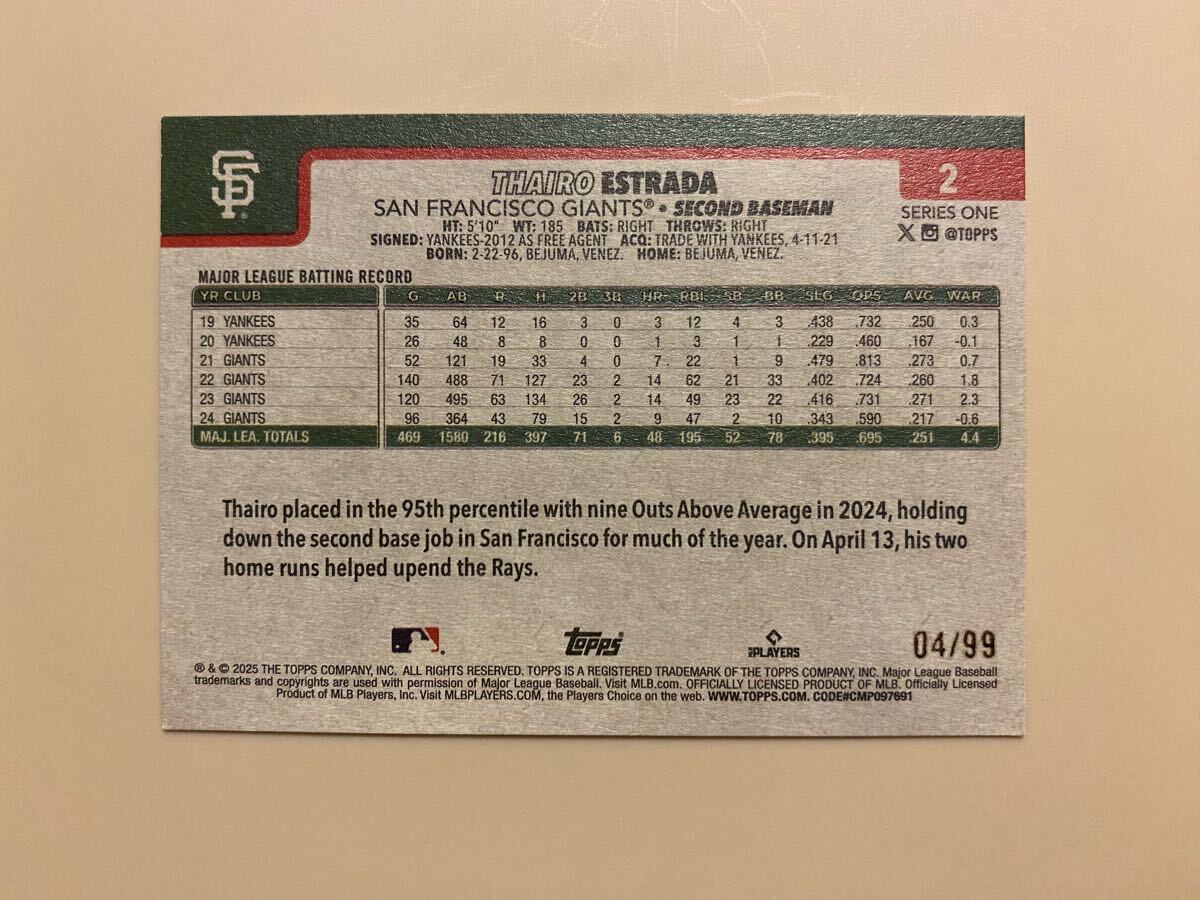 SF
2
THAIRO ESTRADA
SAN FRANCISCO GIANTS® • SECOND BASEMAN
SERIES ONE
HT: 5'10" WT: 185 BATS: RIGHT THROWS: RIGHT
X @TOPPS
SIGNED: YANKEES-2012 AS FREE AGENT ACQ: TRADE WITH YANKEES, 4-11-21
BORN: 2-22-96, BEJUMA, VENEZ. HOME: BEJUMA, VENEZ.
MAJOR LEAGUE BATTING RECORD
YR CLUB G AB R H 2B 3B HR RBI SB BB SLG OPS AVG WAR
19 YANKEES 35 64 12 16 3 0 3 12 4 3 .438 .732 .250 0.3
20 YANKEES 26 48 8 8 0 0 1 3 1 1 .229 .460 .167 -0.1
21 GIANTS 52 121 19 33 4 0 7 22 1 9 .479 .813 .273 0.7
22 GIANTS 140 488 71 127 23 2 14 62 21 33 .402 .724 .260 1.8
23 GIANTS 120 495 63 134 26 2 14 49 23 22 .416 .731 .271 2.3
24 GIANTS 96 364 43 79 15 2 9 47 2 10 .343 .590 .217 -0.6
MAJ. LEA. TOTALS 469 1580 216 397 71 6 48 195 52 78 .395 .695 .251 4.4
Thairo placed in the 95th percentile with nine Outs Above Average in 2024, holding
down the second base job in San Francisco for much of the year. On April 13, his two
home runs helped upend the Rays.
topps®
PLAYERS
04/99
® & © 2025 THE TOPPS COMPANY, INC. ALL RIGHTS RESERVED. TOPPS IS A REGISTERED TRADEMARK OF THE TOPPS COMPANY, INC. Major League Baseball
trademarks and copyrights are used with permission of Major League Baseball. Visit MLB.com. OFFICIALLY LICENSED PRODUCT OF MLB. Officially Licensed
Product of MLB Players, Inc. Visit MLBPLAYERS.COM, the Players Choice on the web. WWW.TOPPS.COM. CODE#CMP097691